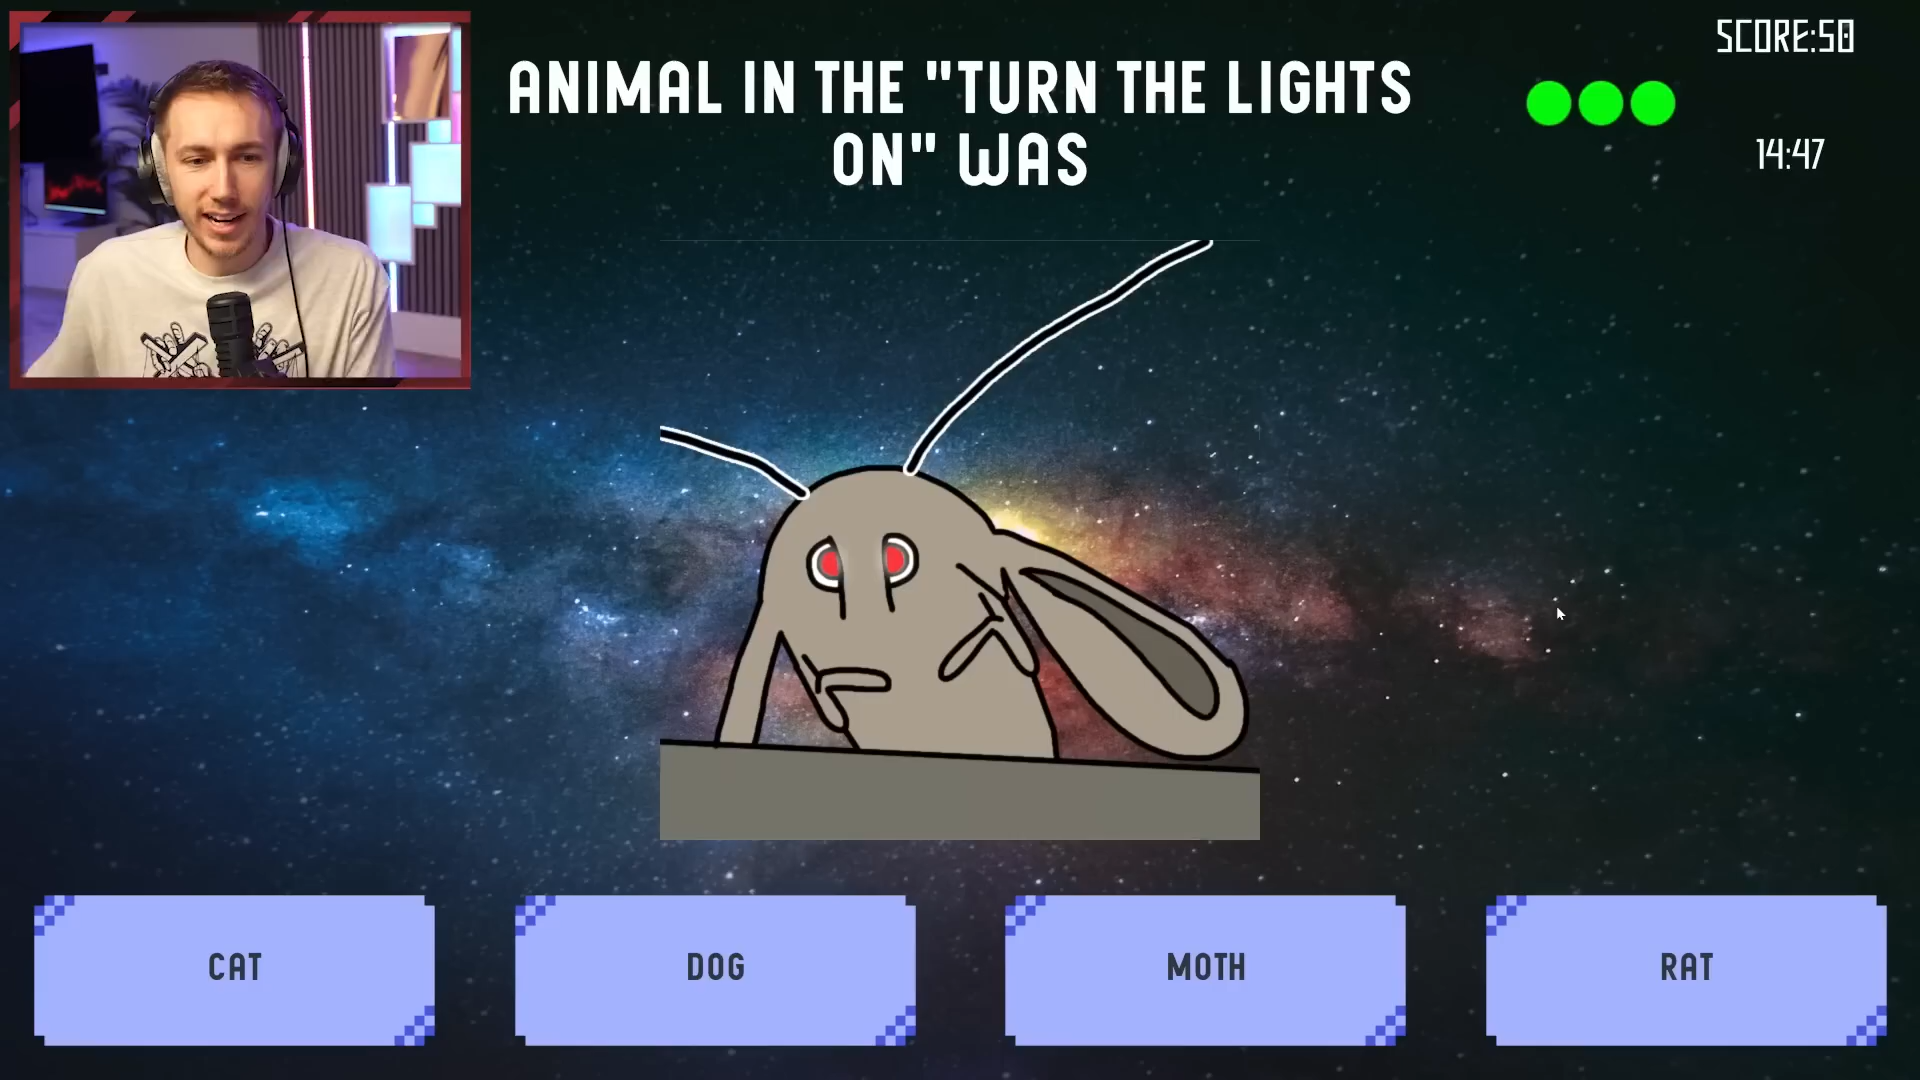 SCORE:50
ANIMAL IN THE "TURN THE LIGHTS
ON" WAS
14:47
CAT
DOG
MOTH
RAT